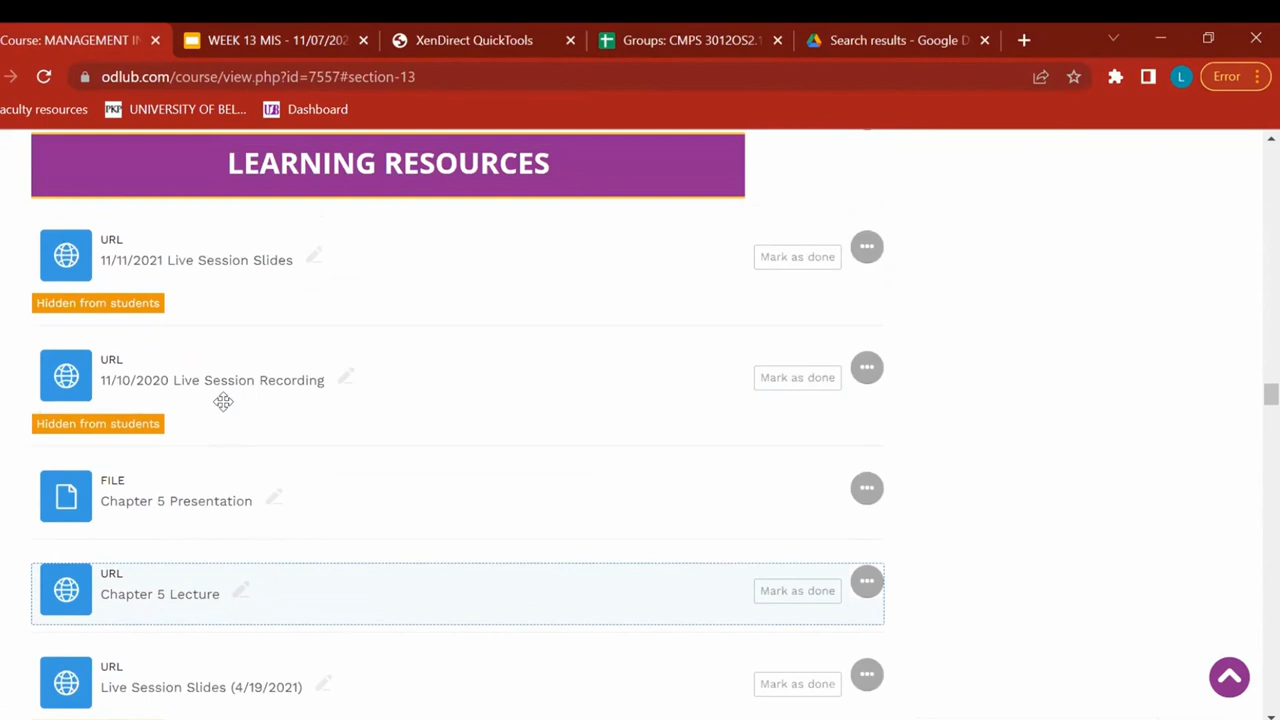 Course: MANAGEMENT IN
WEEK 13 MIS - 11/07/202
XenDirect QuickTools
Groups: CMPS 3012OS2.1
Search results - Google D
odlub.com/course/view.php?id=7557#section-13
L
Error
aculty resources
PKP
UNIVERSITY OF BEL...
UB
Dashboard
LEARNING RESOURCES
URL
11/11/2021 Live Session Slides
Mark as done
Hidden from students
URL
11/10/2020 Live Session Recording
Mark as done
Hidden from students
FILE
Chapter 5 Presentation
URL
Chapter 5 Lecture
Mark as done
URL
Live Session Slides (4/19/2021)
Mark as done